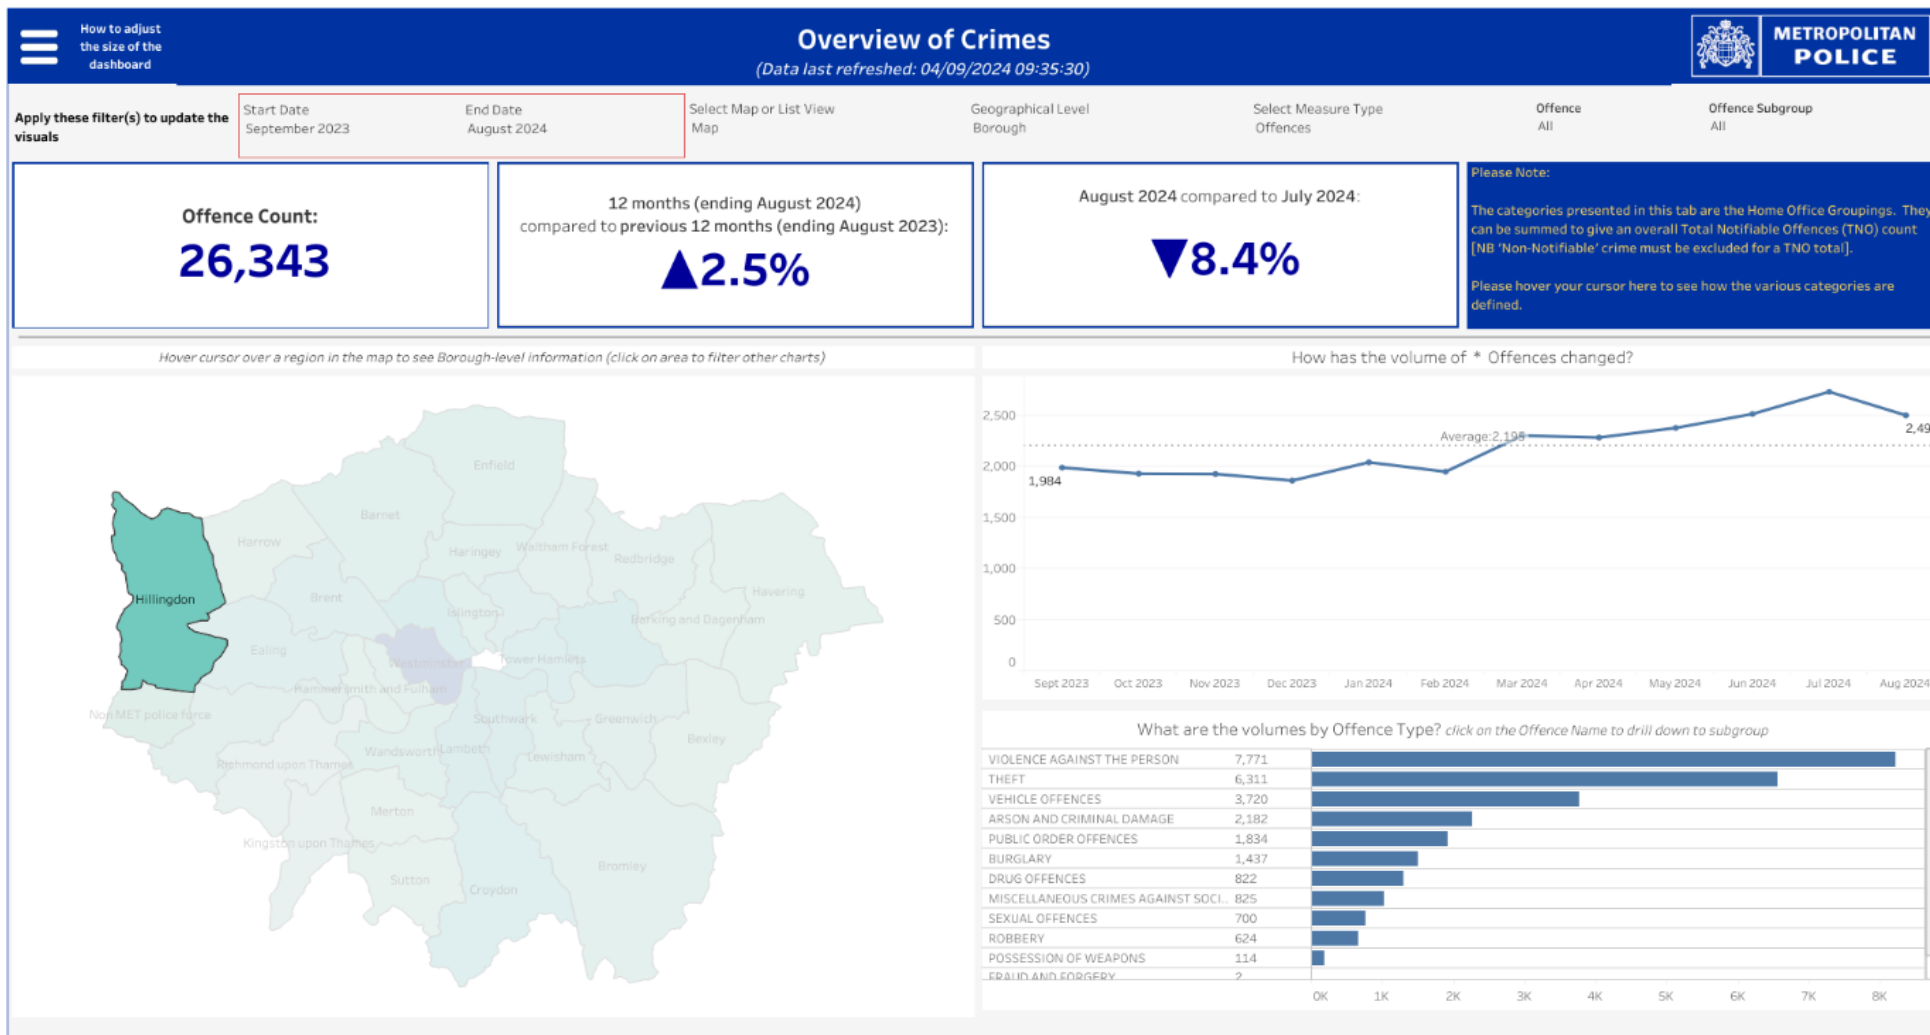 How to adjust
the size of the
dashboard
Overview of Crimes
(Data last refreshed: 04/09/2024 09:35:30)
METROPOLITAN
POLICE
Apply these filter(s) to update the
visuals
Start Date
September 2023
End Date
August 2024
Select Map or List View
Map
Geographical Level
Borough
Select Measure Type
Offences
Offence
All
Offence Subgroup
All
Offence Count:
26,343
12 months (ending August 2024)
compared to previous 12 months (ending August 2023):
▲2.5%
August 2024 compared to July 2024:
▼8.4%
Please Note:
The categories presented in this tab are the Home Office Groupings. They
can be summed to give an overall Total Notifiable Offences (TNO) count
[NB 'Non-Notifiable' crime must be excluded for a TNO total].
Please hover your cursor here to see how the various categories are
defined.
Hover cursor over a region in the map to see Borough-level information (click on area to filter other charts)
Enfield
Barnet
Harrow
Haringey
Waltham Forest
Redbridge
Havering
Hillingdon
Brent
Islington
Barking and Dagenham
Ealing
Westminster
Tower Hamlets
Hammersmith and Fulham
Non MET police force
Southwark
Greenwich
Bexley
Wandsworth
Lambeth
Lewisham
Richmond upon Thames
Merton
Kingston upon Thames
Sutton
Croydon
Bromley
How has the volume of * Offences changed?
2,500
2,000
1,500
1,000
500
0
Average:2,195
1,984
2,49
Sept 2023 Oct 2023 Nov 2023 Dec 2023 Jan 2024 Feb 2024 Mar 2024 Apr 2024 May 2024 Jun 2024 Jul 2024 Aug 2024
What are the volumes by Offence Type? click on the Offence Name to drill down to subgroup
VIOLENCE AGAINST THE PERSON 7,771
THEFT 6,311
VEHICLE OFFENCES 3,720
ARSON AND CRIMINAL DAMAGE 2,182
PUBLIC ORDER OFFENCES 1,834
BURGLARY 1,437
DRUG OFFENCES 822
MISCELLANEOUS CRIMES AGAINST SOCI.. 825
SEXUAL OFFENCES 700
ROBBERY 624
POSSESSION OF WEAPONS 114
FRAUD AND FORGERY 2
0K 1K 2K 3K 4K 5K 6K 7K 8K